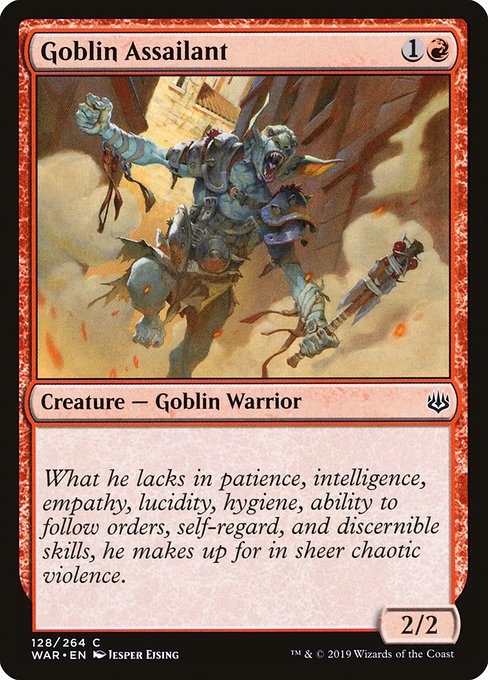 Goblin Assailant 1
Creature — Goblin Warrior
What he lacks in patience, intelligence,
empathy, lucidity, hygiene, ability to
follow orders, self-regard, and discernible
skills, he makes up for in sheer chaotic
violence.
2/2
128/264 C
WAR • EN Jesper Eising
™ & © 2019 Wizards of the Coast